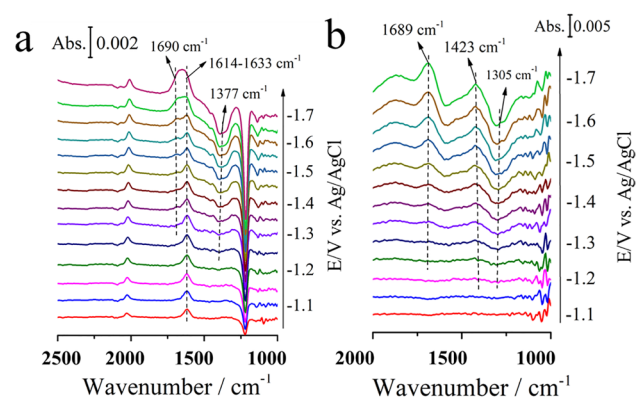 a
Abs. 0.002
1690 cm-1
1614-1633 cm-1
1377 cm-1
-1.7
-1.6
-1.5
-1.4
-1.3
-1.2
-1.1
E/V vs. Ag/AgCl
2500 2000 1500 1000
Wavenumber / cm-1
b
Abs. 0.005
1689 cm-1
1423 cm-1
1305 cm-1
-1.7
-1.6
-1.5
-1.4
-1.3
-1.2
-1.1
E/V vs. Ag/AgCl
2000 1500 1000
Wavenumber / cm-1